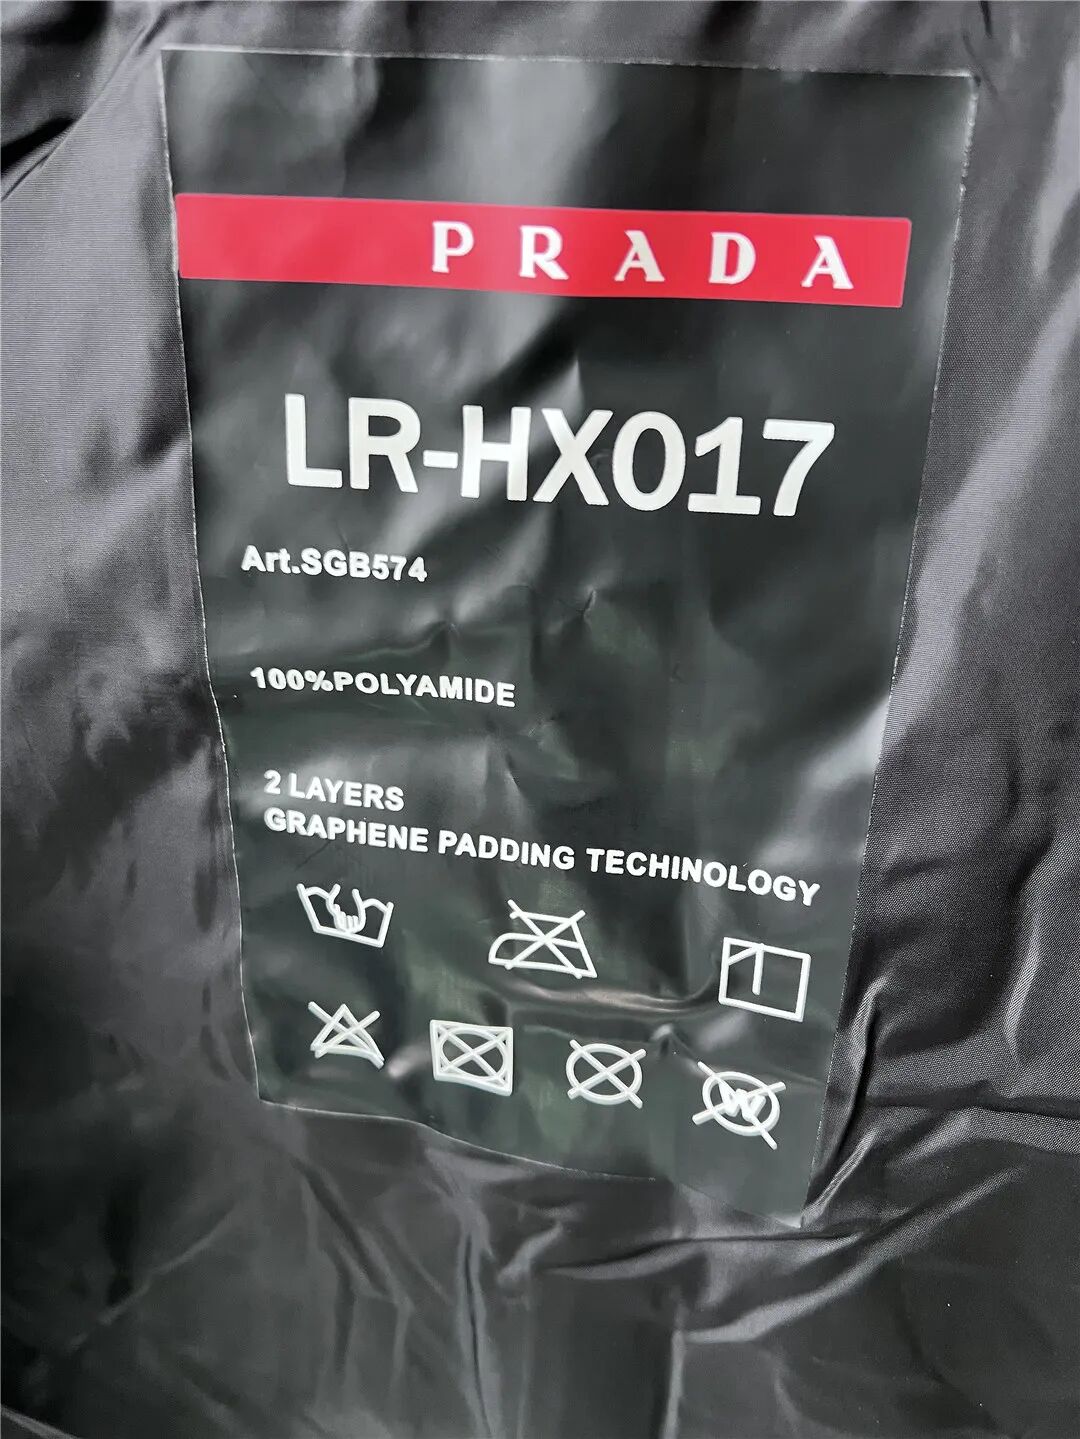 PRADA
LR-HX017
Art.SGB574
100%POLYAMIDE
2 LAYERS
GRAPHENE PADDING TECHINOLOGY
W